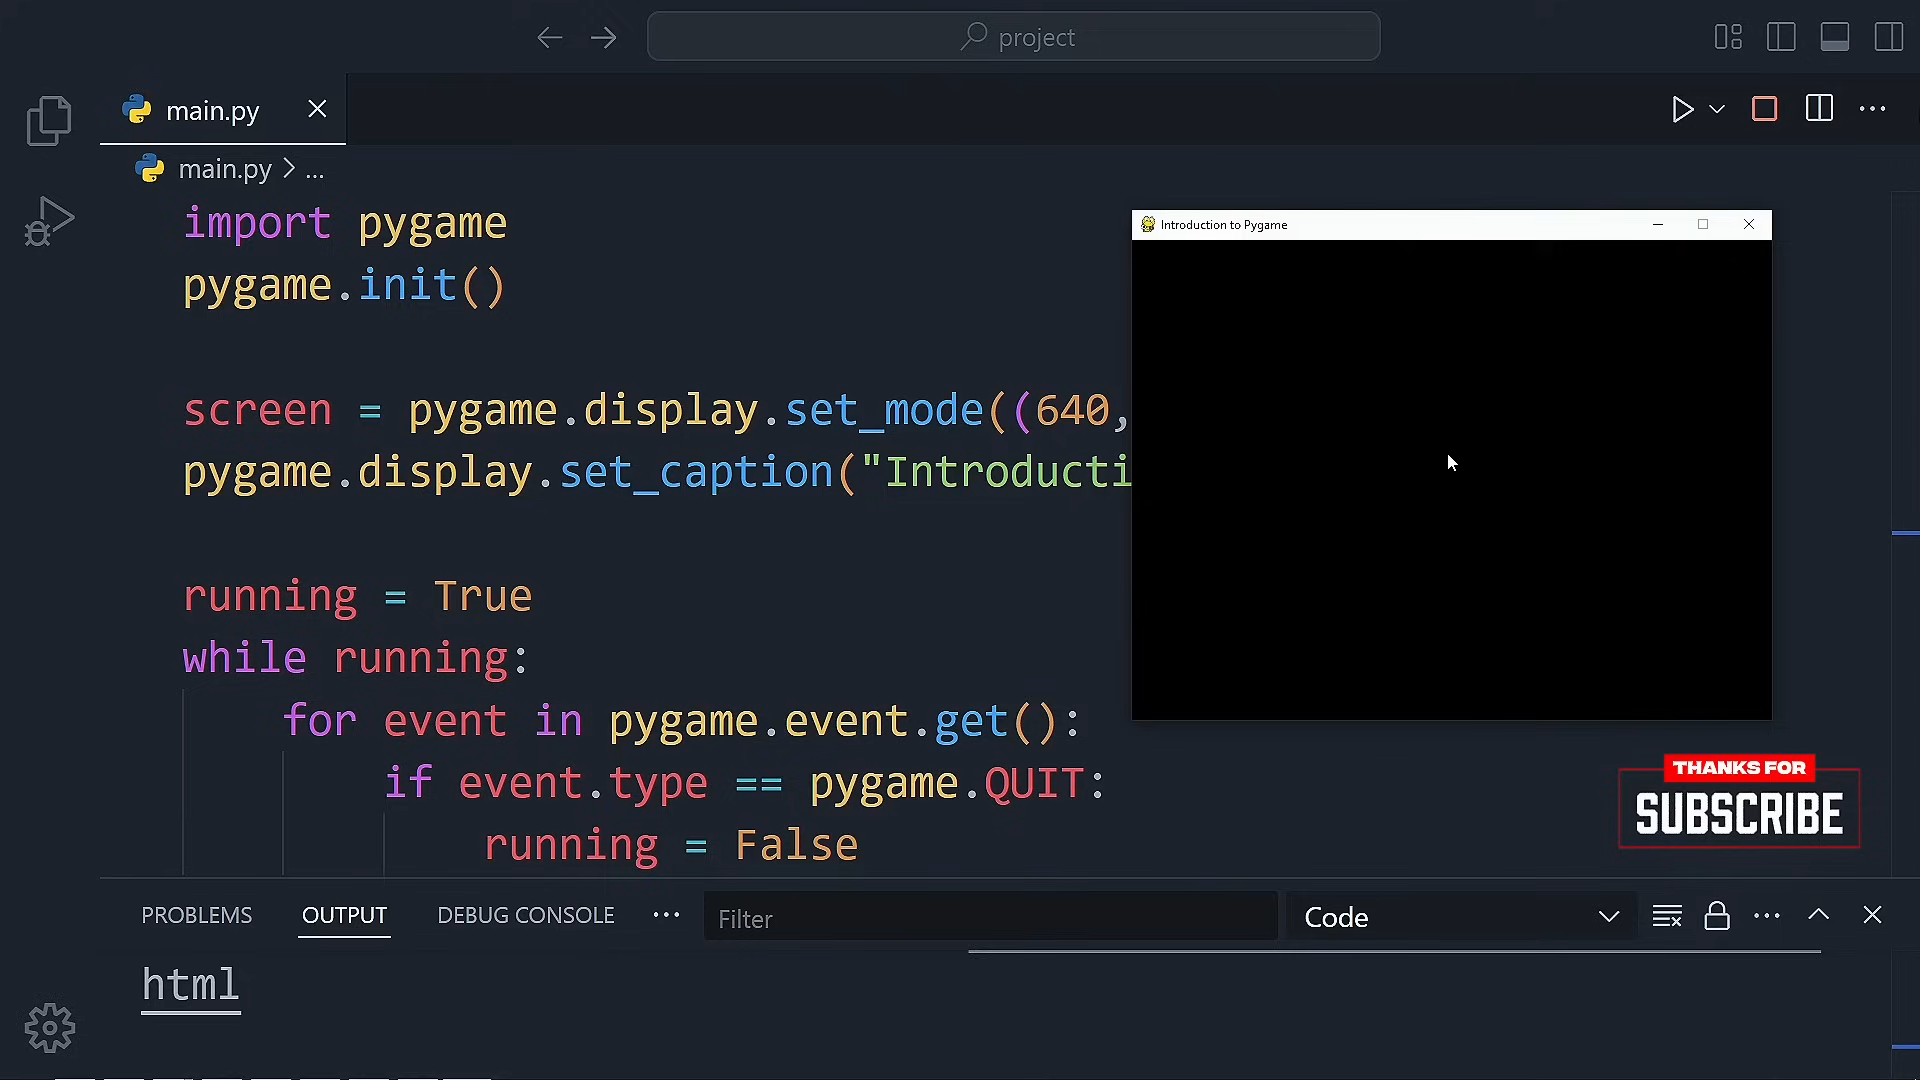 project
main.py
main.py > ...
import pygame
pygame.init()
screen = pygame.display.set_mode((640,
pygame.display.set_caption("Introducti
running = True
while running:
for event in pygame.event.get():
if event.type == pygame.QUIT:
running = False
Introduction to Pygame
THANKS FOR
SUBSCRIBE
PROBLEMS OUTPUT DEBUG CONSOLE ... Filter Code
html